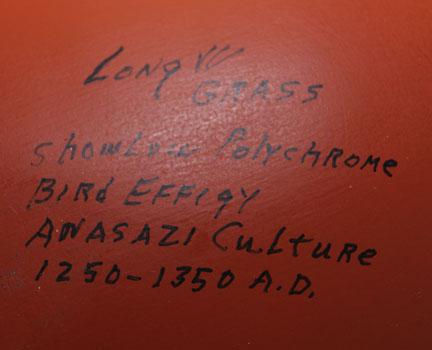 Long
GRASS
Showlow Polychrome
Bird Effigy
ANASAZI Culture
1250-1350 A.D.